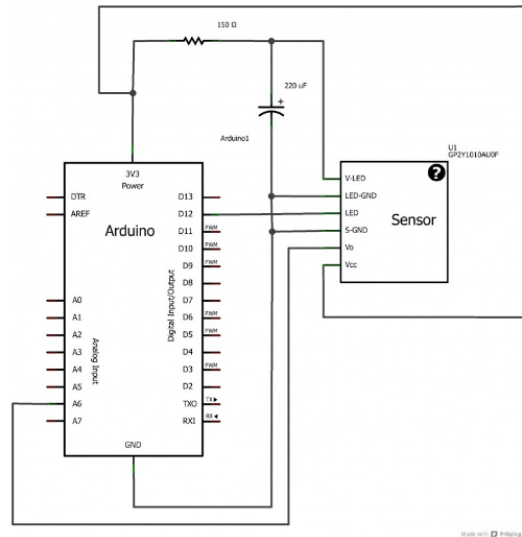 150 Ω
220 uF
+
Arduino1
U1
GP2Y1010AU0F
?
V-LED
LED-GND
LED
S-GND
Vo
Vcc
Sensor
3V3
Power
Arduino
DTR
AREF
A0
A1
A2
A3
A4
A5
A6
A7
Analog Input
Digital Input/Output
D13
D12
D11
PWM
D10
PWM
D9
PWM
D8
D7
D6
PWM
D5
PWM
D4
D3
PWM
D2
TXO
TX
RXI
RX
GND
Made with Fritzing